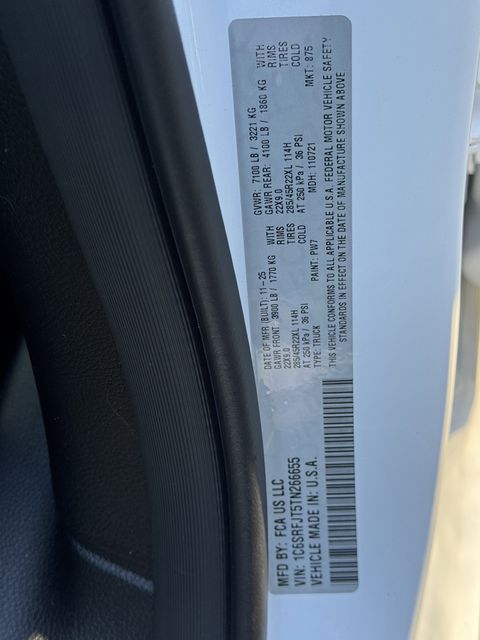 MFD BY: FCA US LLC
VIN: 1C6SRFJT5TN266655
VEHICLE MADE IN: U.S.A.
DATE OF MFR (BUILT): 11-25 GVWR: 7100 LB / 3221 KG
GAWR FRONT: 3900 LB / 1770 KG WITH GAWR REAR: 4100 LB / 1860 KG WITH
22X9.0 RIMS 22X9.0 RIMS
285/45R22XL 114H TIRES 285/45R22XL 114H TIRES
AT 250 kPa / 36 PSI COLD AT 250 kPa / 36 PSI COLD
TYPE: TRUCK PAINT: PW7 MDH: 110721 MKT: 875
THIS VEHICLE CONFORMS TO ALL APPLICABLE U.S.A. FEDERAL MOTOR VEHICLE SAFETY
STANDARDS IN EFFECT ON THE DATE OF MANUFACTURE SHOWN ABOVE